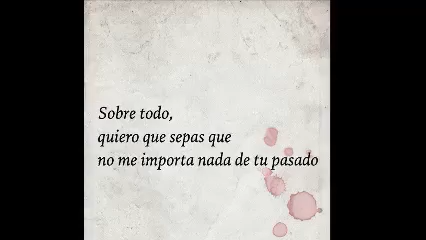 Sobre todo,
quiero que sepas que
no me importa nada de tu pasado